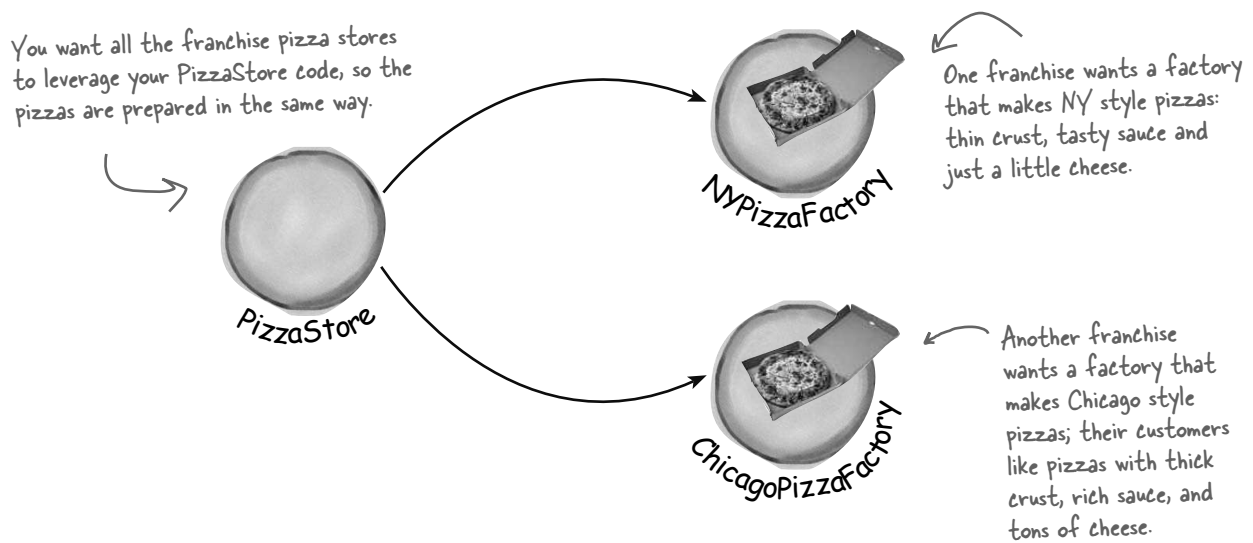 You want all the franchise pizza stores
to leverage your PizzaStore code, so the
pizzas are prepared in the same way.
PizzaStore
NYPizzaFactory
One franchise wants a factory
that makes NY style pizzas:
thin crust, tasty sauce and
just a little cheese.
ChicagoPizzaFactory
Another franchise
wants a factory that
makes Chicago style
pizzas; their customers
like pizzas with thick
crust, rich sauce, and
tons of cheese.